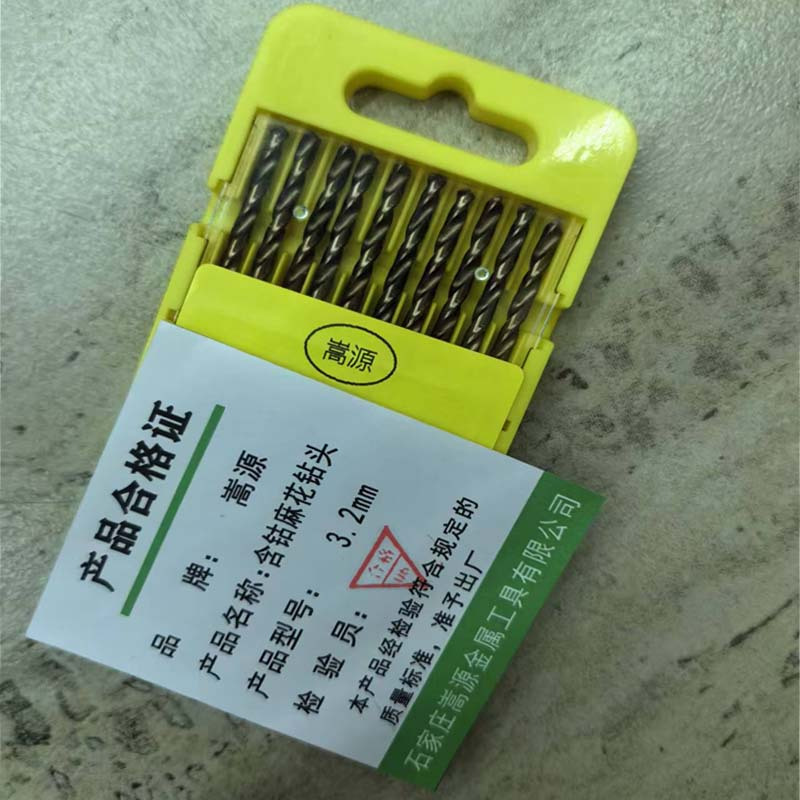 嵩源
产品合格证
品 牌: 嵩源
产品名称:含钴麻花钻头
产品型号: 3.2mm
检 验 员: 合格
本产品经检验符合规定的
质量标准，准予出厂
石家庄嵩源金属工具有限公司